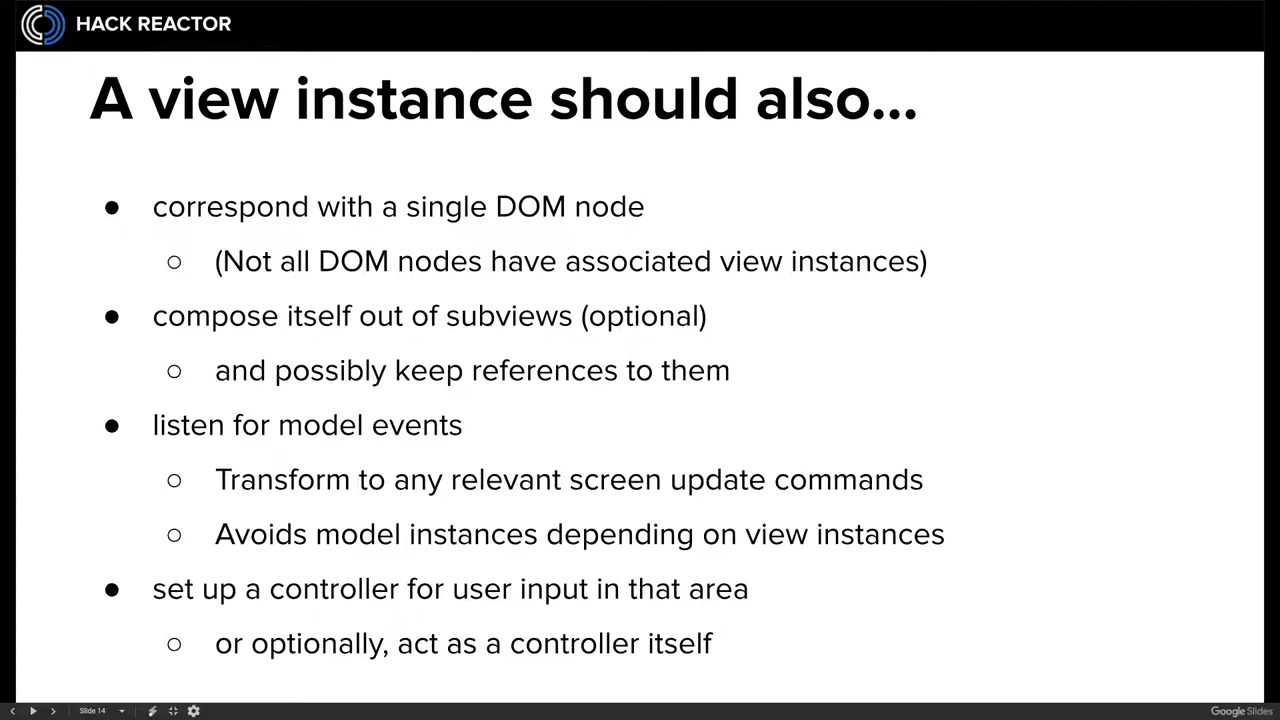 HACK REACTOR
A view instance should also...
● correspond with a single DOM node
○ (Not all DOM nodes have associated view instances)
● compose itself out of subviews (optional)
○ and possibly keep references to them
● listen for model events
○ Transform to any relevant screen update commands
○ Avoids model instances depending on view instances
● set up a controller for user input in that area
○ or optionally, act as a controller itself
Slide 14
Google Slides